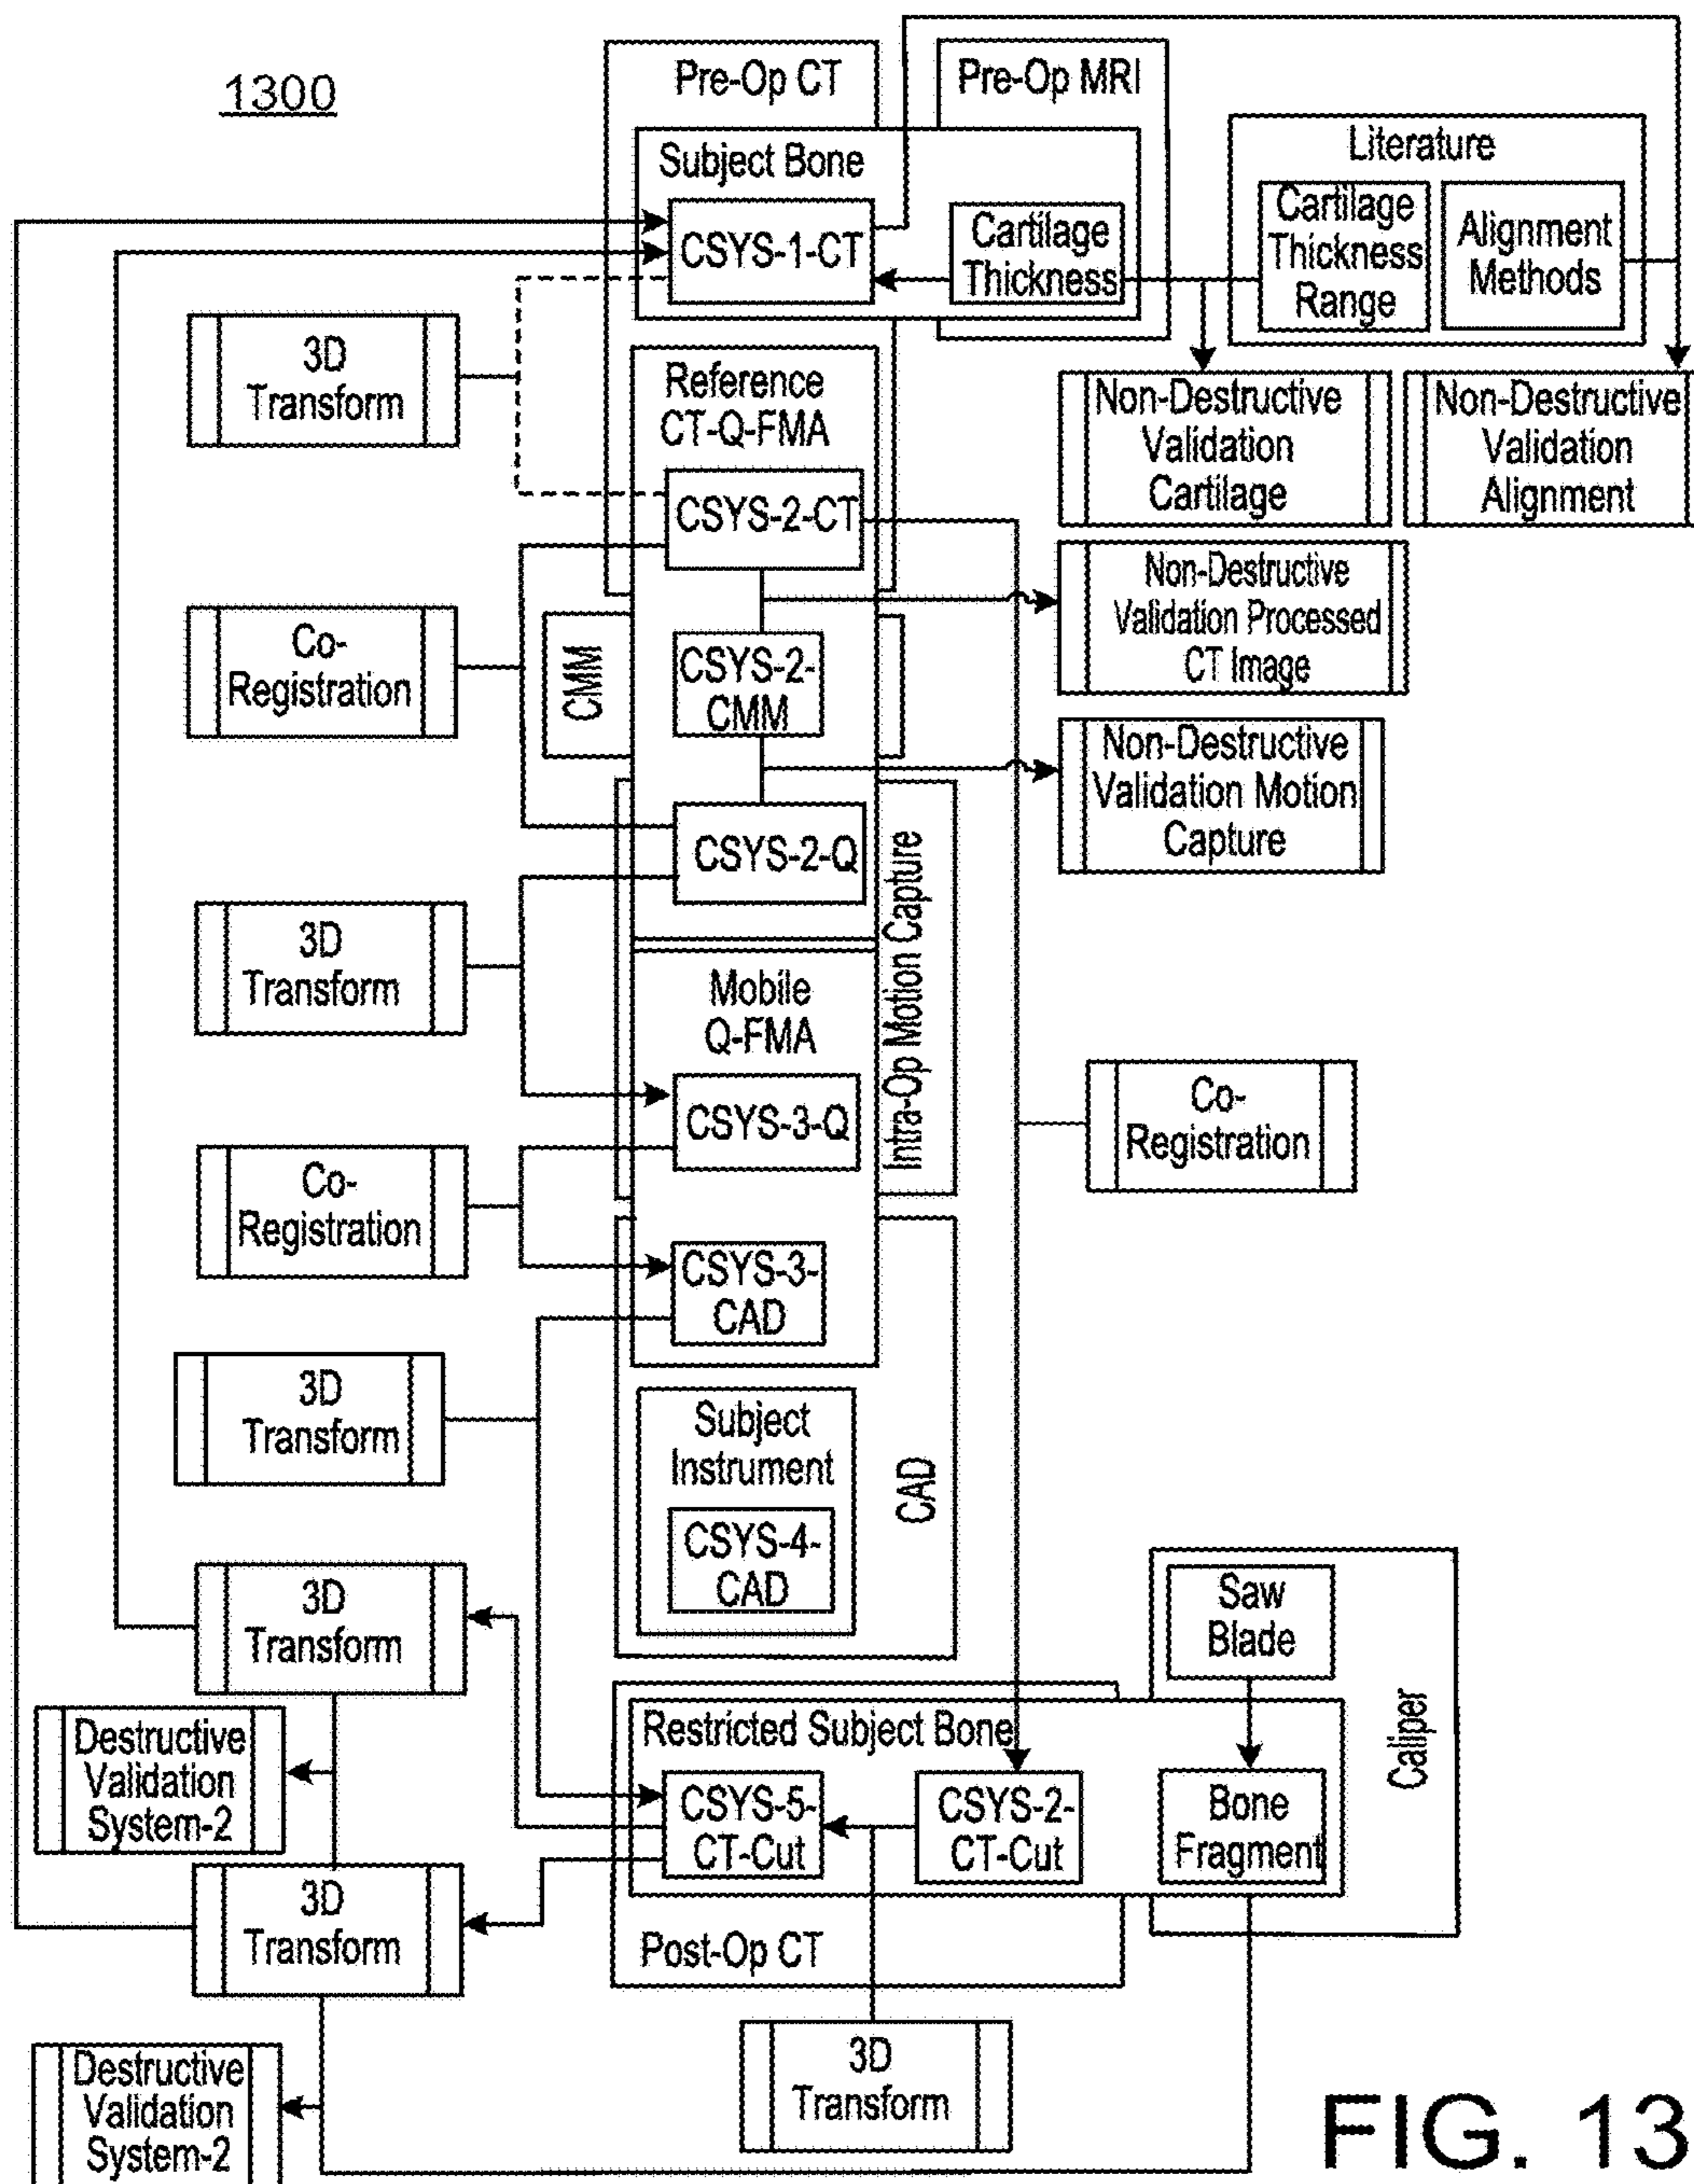 1300
Pre-Op CT
Pre-Op MRI
Subject Bone
CSYS-1-CT
Cartilage
Thickness
Literature
Cartilage
Thickness
Range
Alignment
Methods
3D
Transform
Reference
CT-Q-FMA
CSYS-2-CT
Non-Destructive
Validation
Cartilage
Non-Destructive
Validation
Alignment
Non-Destructive
Validation Processed
CT Image
Co-
Registration
CMM
CSYS-2-
CMM
Non-Destructive
Validation Motion
Capture
CSYS-2-Q
Intra-Op Motion Capture
3D
Transform
Mobile
Q-FMA
CSYS-3-Q
Co-
Registration
Co-
Registration
CSYS-3-
CAD
3D
Transform
Subject
Instrument
CSYS-4-
CAD
CAD
3D
Transform
Saw
Blade
Caliper
Restricted Subject Bone
CSYS-5-
CT-Cut
CSYS-2-
CT-Cut
Bone
Fragment
Destructive
Validation
System-2
3D
Transform
Post-Op CT
3D
Transform
Destructive
Validation
System-2
FIG. 13